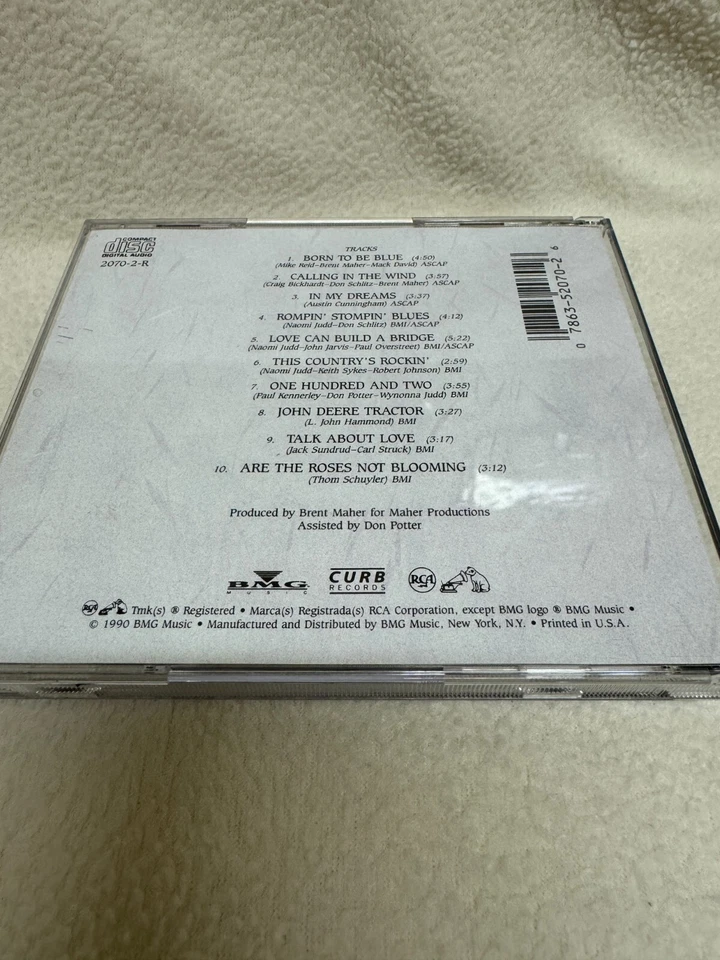 COMPACT
disc
DIGITAL AUDIO
2070-2-R
TRACKS
1. BORN TO BE BLUE (4:50)
(Mike Reid–Brent Maher–Mack David) ASCAP
2. CALLING IN THE WIND (3:57)
(Craig Bickhardt–Don Schlitz–Brent Maher) ASCAP
3. IN MY DREAMS (3:37)
(Austin Cunningham) ASCAP
4. ROMPIN' STOMPIN' BLUES (4:12)
(Naomi Judd–Don Schlitz) BMI/ASCAP
5. LOVE CAN BUILD A BRIDGE (5:22)
(Naomi Judd–John Jarvis–Paul Overstreet) BMI/ASCAP
6. THIS COUNTRY'S ROCKIN' (2:59)
(Naomi Judd–Keith Sykes–Robert Johnson) BMI
7. ONE HUNDRED AND TWO (3:55)
(Paul Kennerley–Don Potter–Wynonna Judd) BMI
8. JOHN DEERE TRACTOR (3:27)
(L. John Hammond) BMI
9. TALK ABOUT LOVE (3:17)
(Jack Sundrud–Carl Struck) BMI
10. ARE THE ROSES NOT BLOOMING (3:12)
(Thom Schuyler) BMI
0 7863-52070-2 6
Produced by Brent Maher for Maher Productions
Assisted by Don Potter
BMG
MUSIC
CURB
RECORDS
RCA
RCA Tmk(s) ® Registered • Marca(s) Registrada(s) RCA Corporation, except BMG logo ® BMG Music •
© 1990 BMG Music • Manufactured and Distributed by BMG Music, New York, N.Y. • Printed in U.S.A.